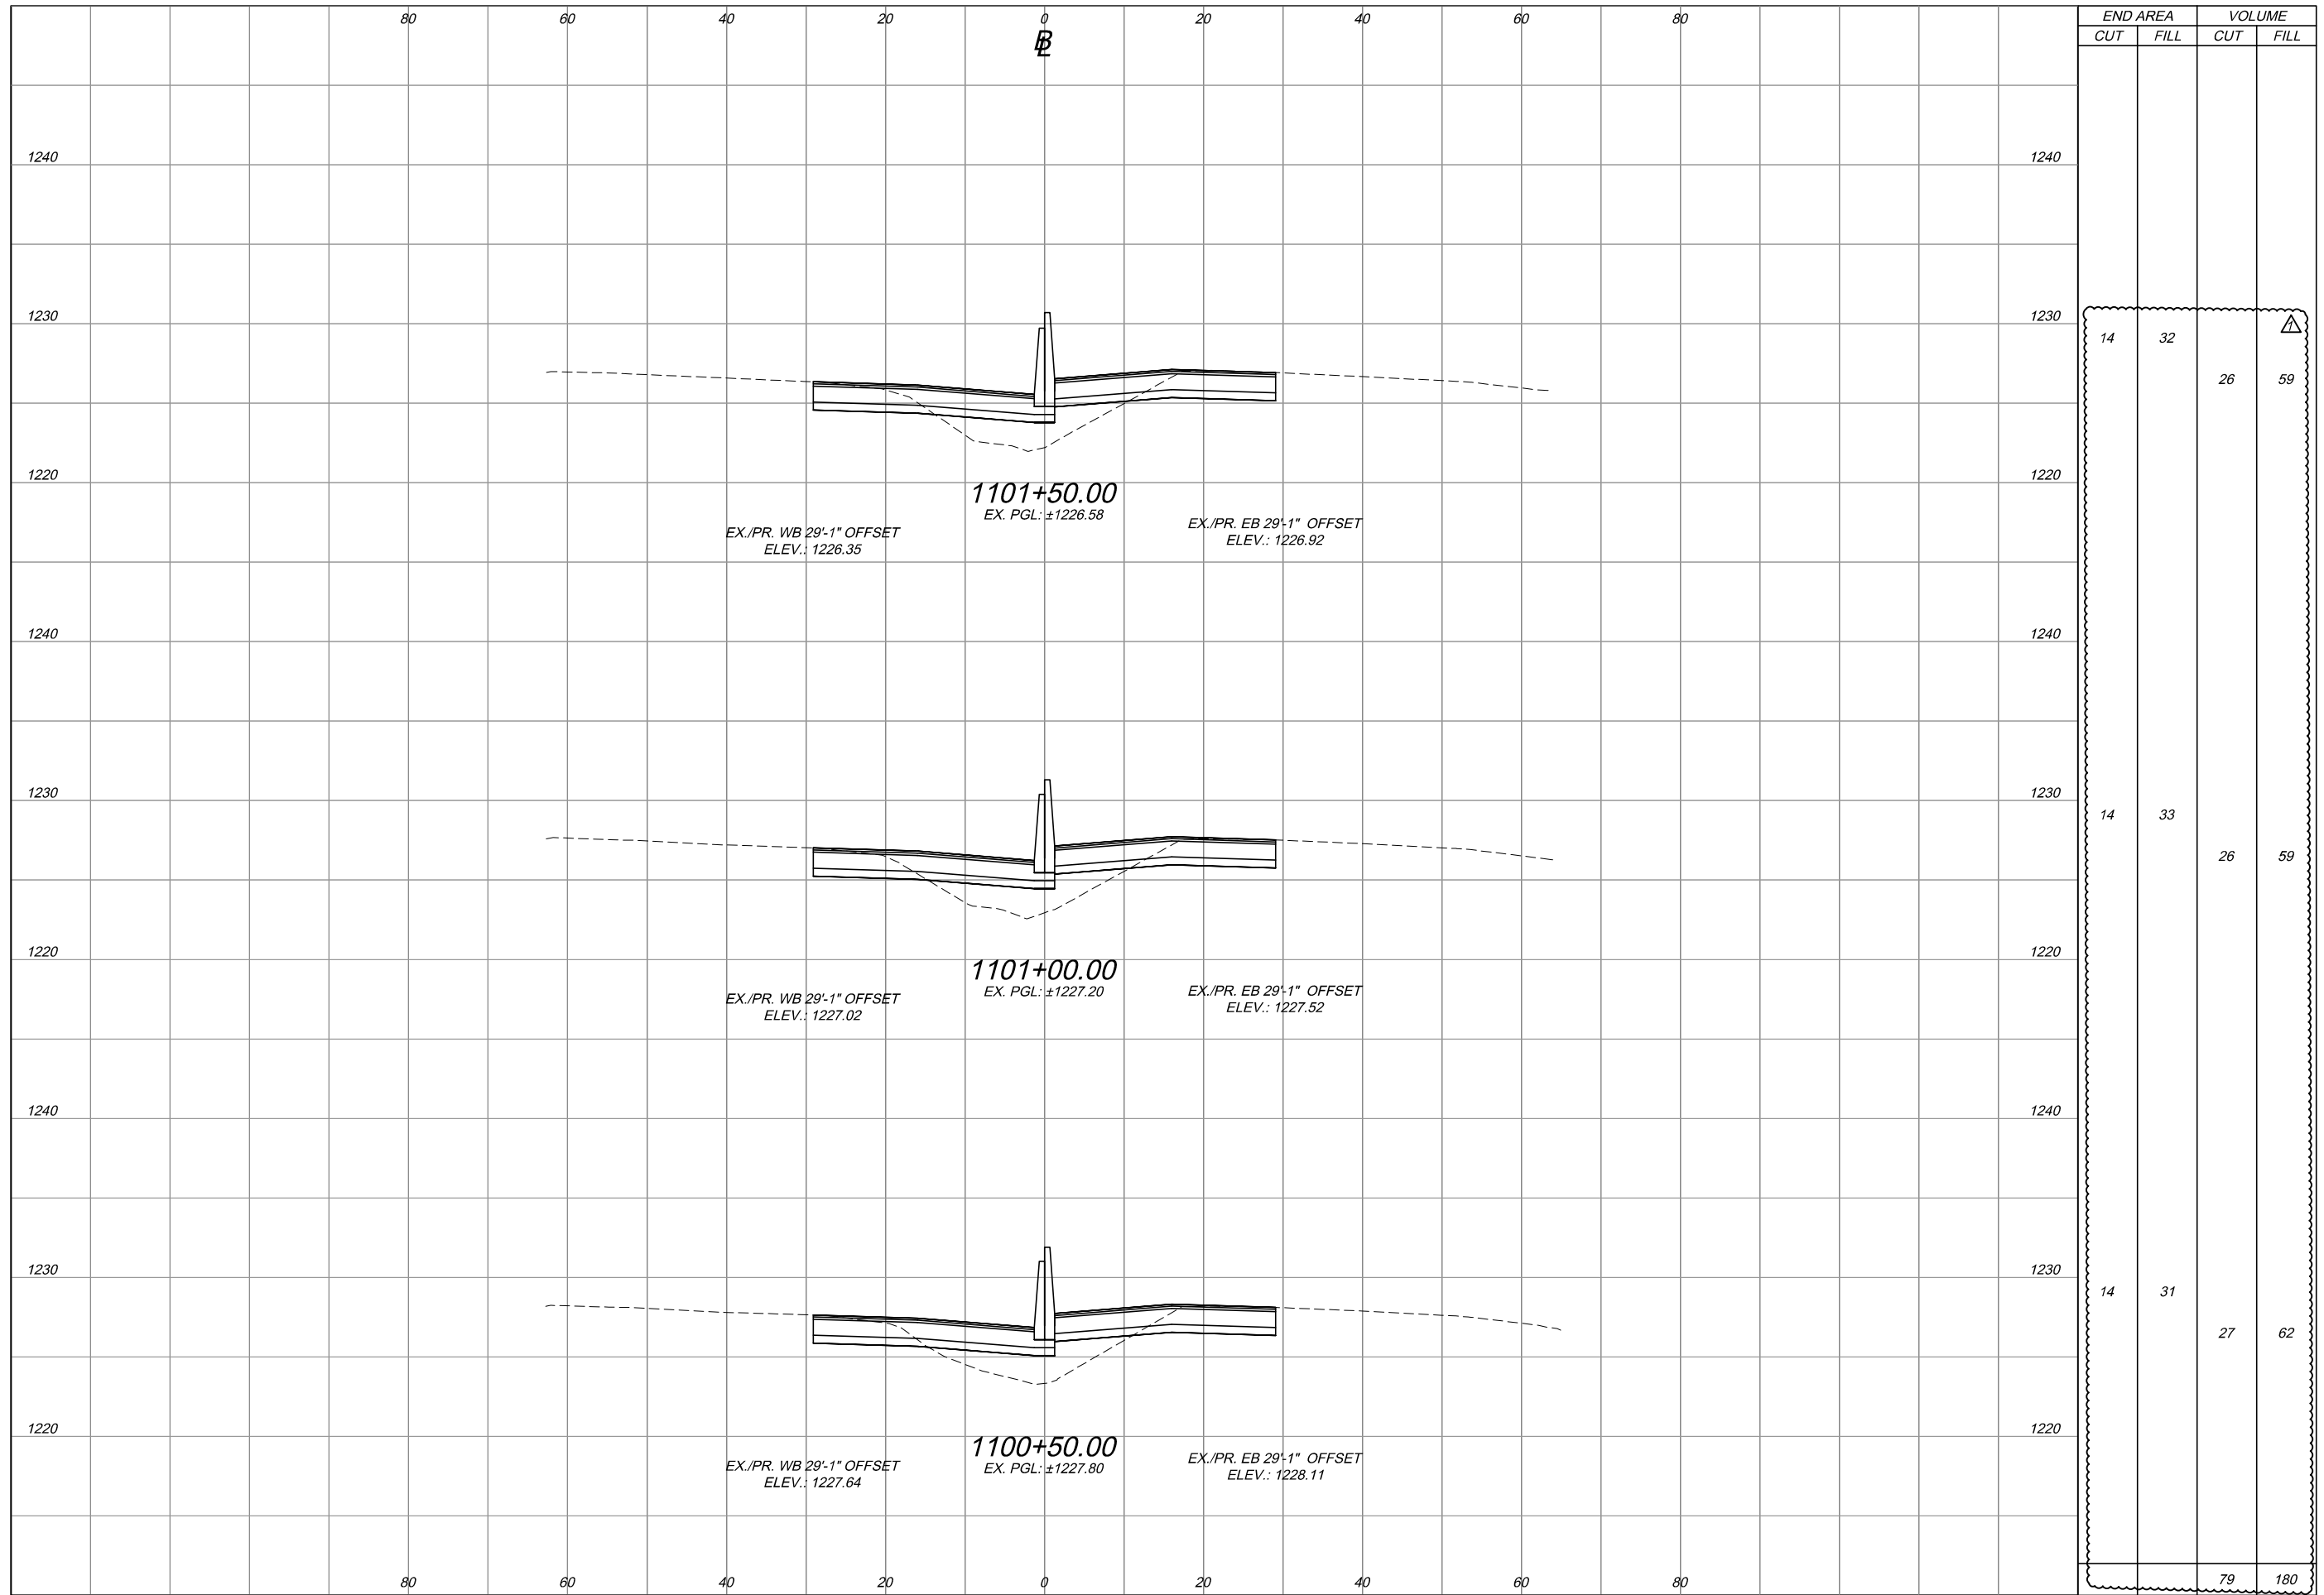 80 60 40 20 0 20 40 60 80
END AREA VOLUME
CUT FILL CUT FILL
BL
1240 1240
1230 1230
1
14 32
26 59
1220 1220
1101+50.00
EX. PGL: ±1226.58
EX./PR. WB 29'-1" OFFSET
ELEV.: 1226.35
EX./PR. EB 29'-1" OFFSET
ELEV.: 1226.92
1240 1240
1230 1230
14 33
26 59
1220 1220
1101+00.00
EX. PGL: ±1227.20
EX./PR. WB 29'-1" OFFSET
ELEV.: 1227.02
EX./PR. EB 29'-1" OFFSET
ELEV.: 1227.52
1240 1240
1230 1230
14 31
27 62
1220 1220
1100+50.00
EX. PGL: ±1227.80
EX./PR. WB 29'-1" OFFSET
ELEV.: 1227.64
EX./PR. EB 29'-1" OFFSET
ELEV.: 1228.11
80 60 40 20 0 20 40 60 80
79 180